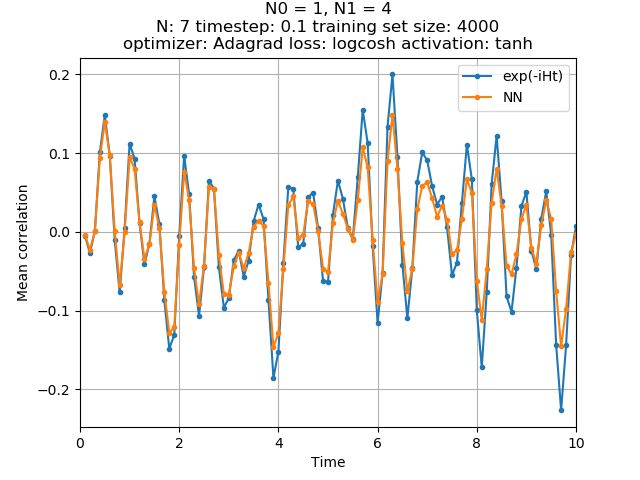 N0 = 1, N1 = 4
N: 7 timestep: 0.1 training set size: 4000
optimizer: Adagrad loss: logcosh activation: tanh
exp(-iHt)
NN
0.2
0.1
0.0
−0.1
−0.2
Mean correlation
0 2 4 6 8 10
Time